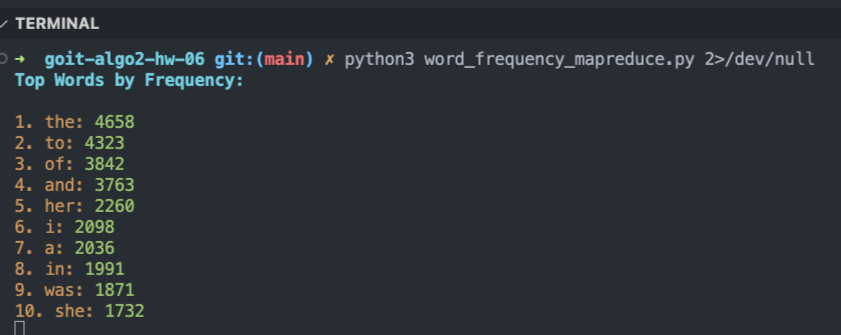 TERMINAL
→ goit-algo2-hw-06 git:(main) ✗ python3 word_frequency_mapreduce.py 2>/dev/null
Top Words by Frequency:
1. the: 4658
2. to: 4323
3. of: 3842
4. and: 3763
5. her: 2260
6. i: 2098
7. a: 2036
8. in: 1991
9. was: 1871
10. she: 1732